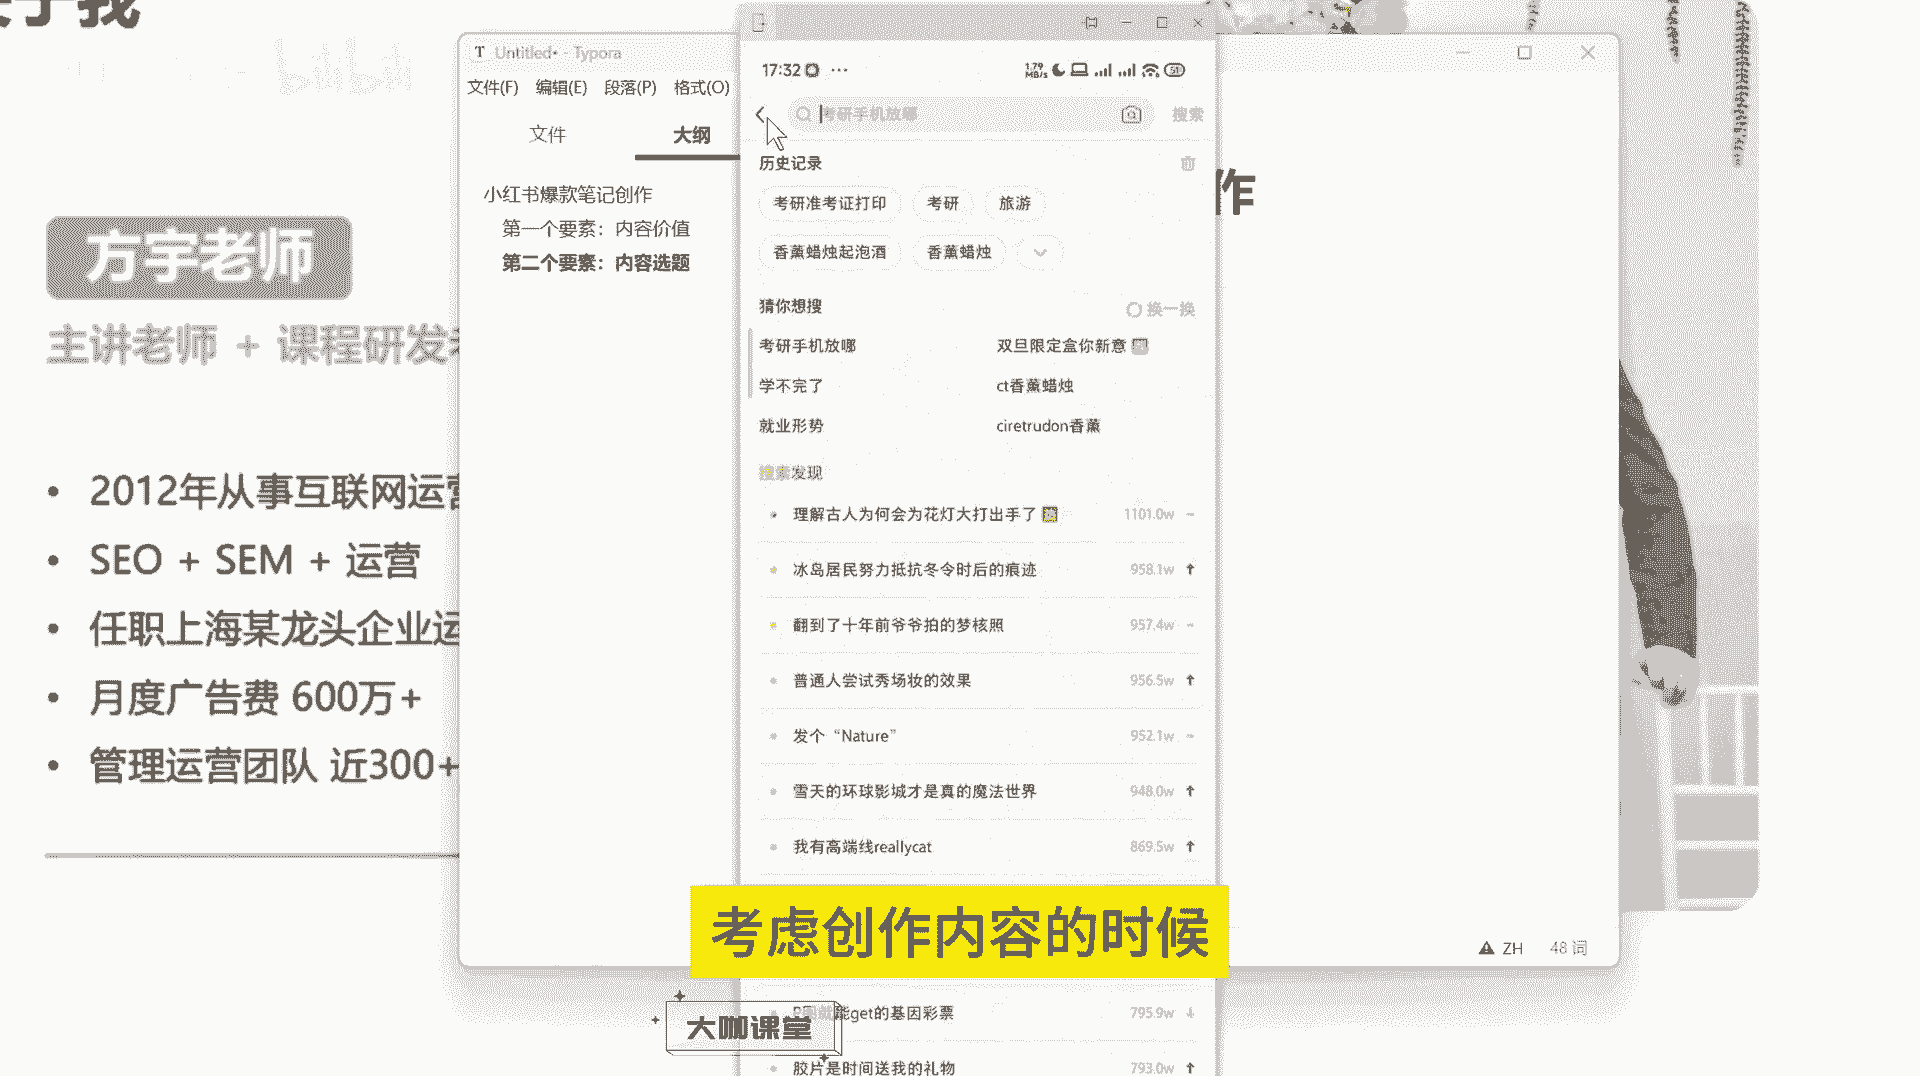 bilibili
方宇老师
主讲老师 + 课程研发
2012年从事互联网运营
SEO + SEM + 运营
任职上海某龙头企业运
月度广告费 600万+
管理运营团队 近300+
Untitled• - Typora
文件(F) 编辑(E) 段落(P) 格式(O)
文件 大纲
小红书爆款笔记创作
第一个要素：内容价值
第二个要素：内容选题
作
ZH 48 词
17:32 ···
1.79 MB/s 51
考研手机放哪 搜索
历史记录
考研准考证打印 考研 旅游
香薰蜡烛起泡酒 香薰蜡烛
猜你想搜 换一换
考研手机放哪 双旦限定盒你新意
学不完了 ct香薰蜡烛
就业形势 ciretrudon香薰
搜索发现
理解古人为何会为花灯大打出手了 1101.0w
冰岛居民努力抵抗冬令时后的痕迹 958.1w
翻到了十年前爷爷拍的梦核照 957.4w
普通人尝试秀场妆的效果 956.5w
发个“Nature” 952.1w
雪天的环球影城才是真的魔法世界 948.0w
我有高端线reallycat 869.5w
考虑创作内容的时候
能get的基因彩票 795.9w
大咖课堂
胶片是时间送我的礼物 793.0w